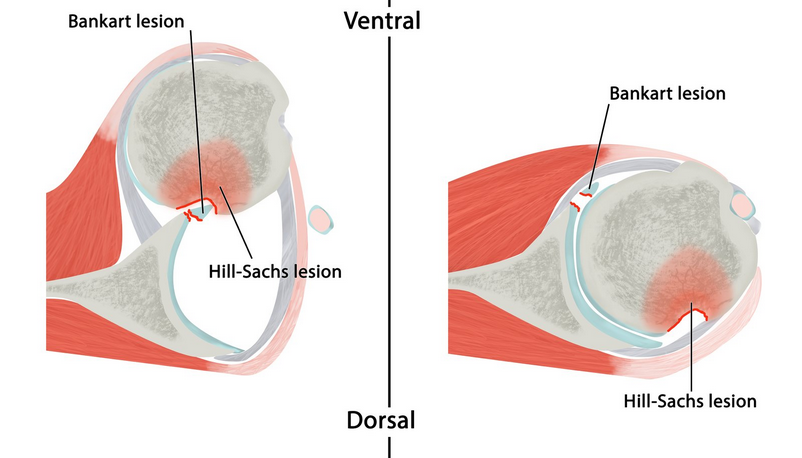 Bankart lesion
Ventral
Bankart lesion
Hill-Sachs lesion
Hill-Sachs lesion
Dorsal